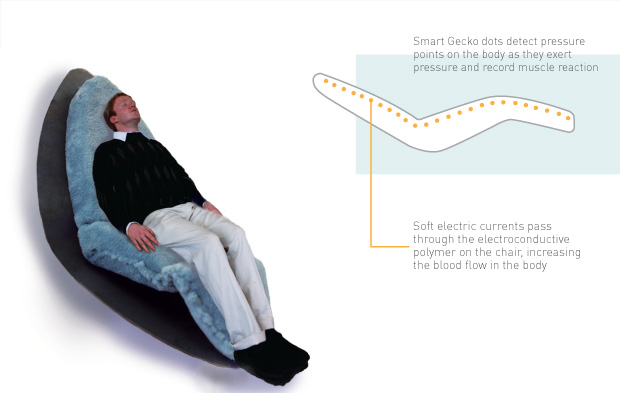 Smart Gecko dots detect pressure
points on the body as they exert
pressure and record muscle reaction
Soft electric currents pass
through the electroconductive
polymer on the chair, increasing
the blood flow in the body